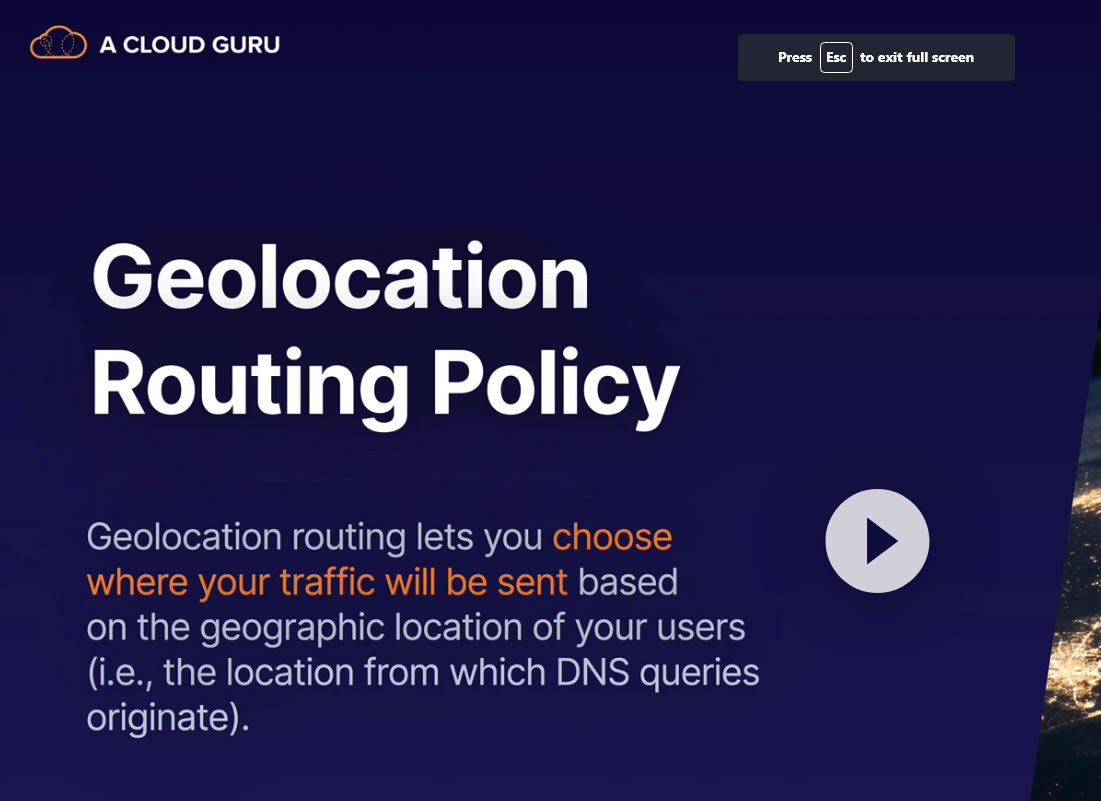 A CLOUD GURU
Press Esc to exit full screen
Geolocation
Routing Policy
Geolocation routing lets you choose
where your traffic will be sent based
on the geographic location of your users
(i.e., the location from which DNS queries
originate).